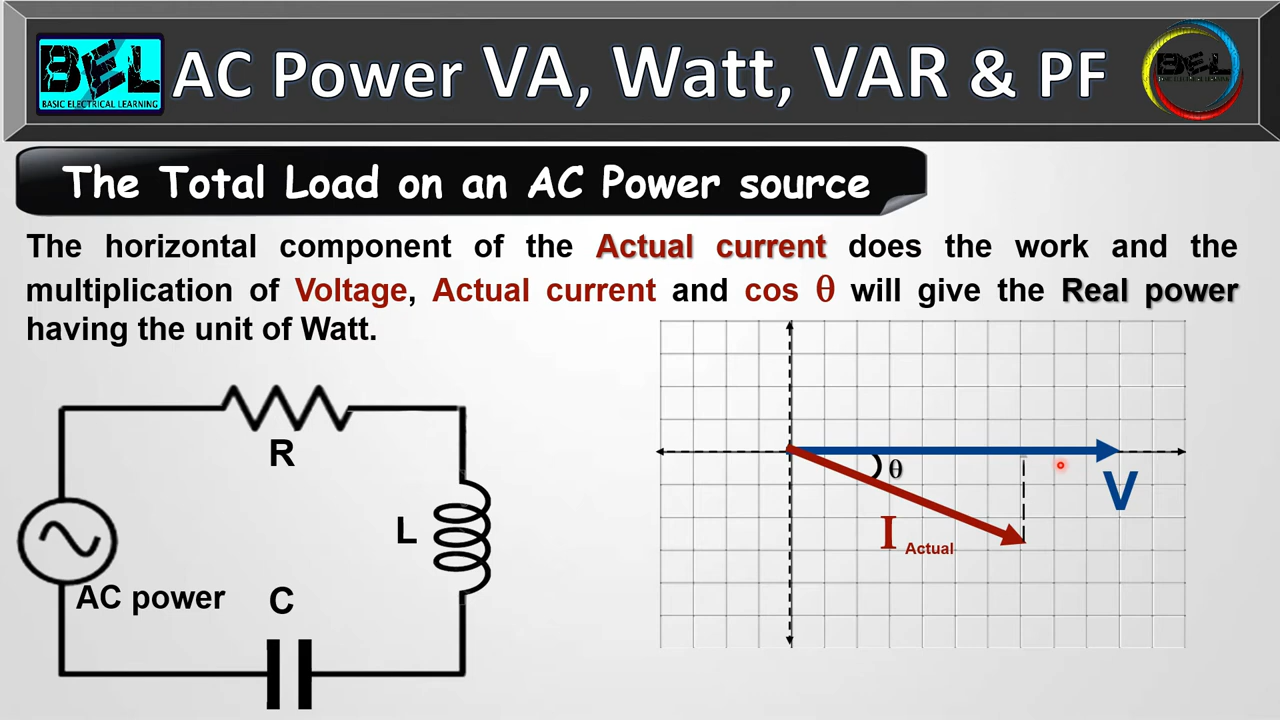 BEL
BASIC ELECTRICAL LEARNING
AC Power VA, Watt, VAR & PF
BEL
The Total Load on an AC Power source
The horizontal component of the Actual current does the work and the
multiplication of Voltage, Actual current and cos θ will give the Real power
having the unit of Watt.
R
L
C
AC power
θ
V
I Actual